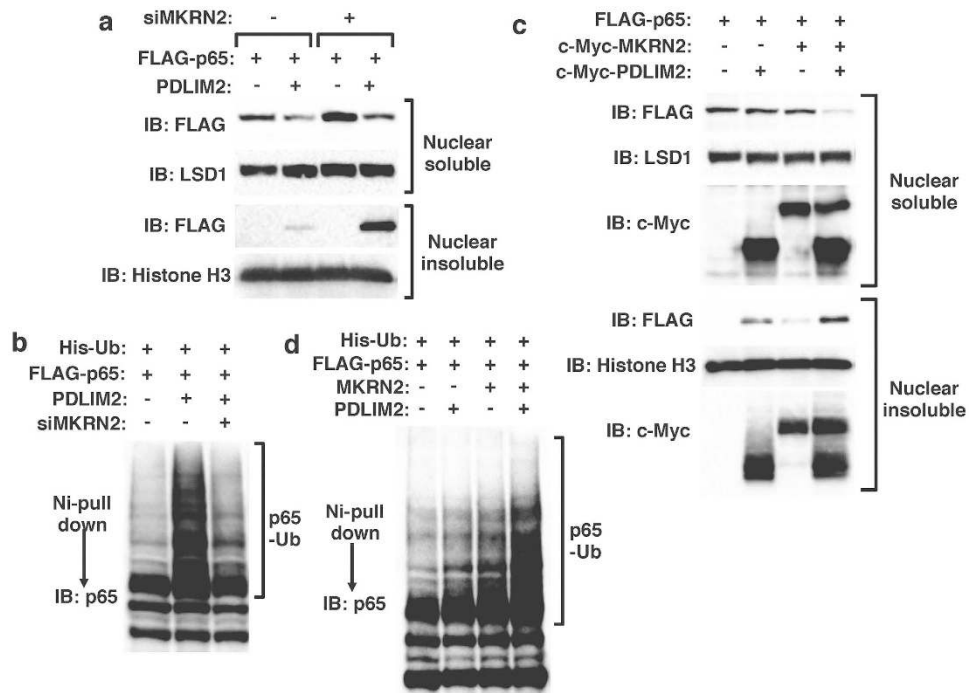 a
siMKRN2: - +
FLAG-p65: + + + +
PDLIM2: - + - +
IB: FLAG
IB: LSD1
Nuclear
soluble
IB: FLAG
IB: Histone H3
Nuclear
insoluble
b
His-Ub: + + +
FLAG-p65: + + +
PDLIM2: - + +
siMKRN2: - - +
Ni-pull
down
IB: p65
p65
-Ub
d
His-Ub: + + + +
FLAG-p65: + + + +
MKRN2: - - + +
PDLIM2: - + - +
Ni-pull
down
IB: p65
p65
-Ub
c
FLAG-p65: + + + +
c-Myc-MKRN2: - - + +
c-Myc-PDLIM2: - + - +
IB: FLAG
IB: LSD1
IB: c-Myc
Nuclear
soluble
IB: FLAG
IB: Histone H3
IB: c-Myc
Nuclear
insoluble